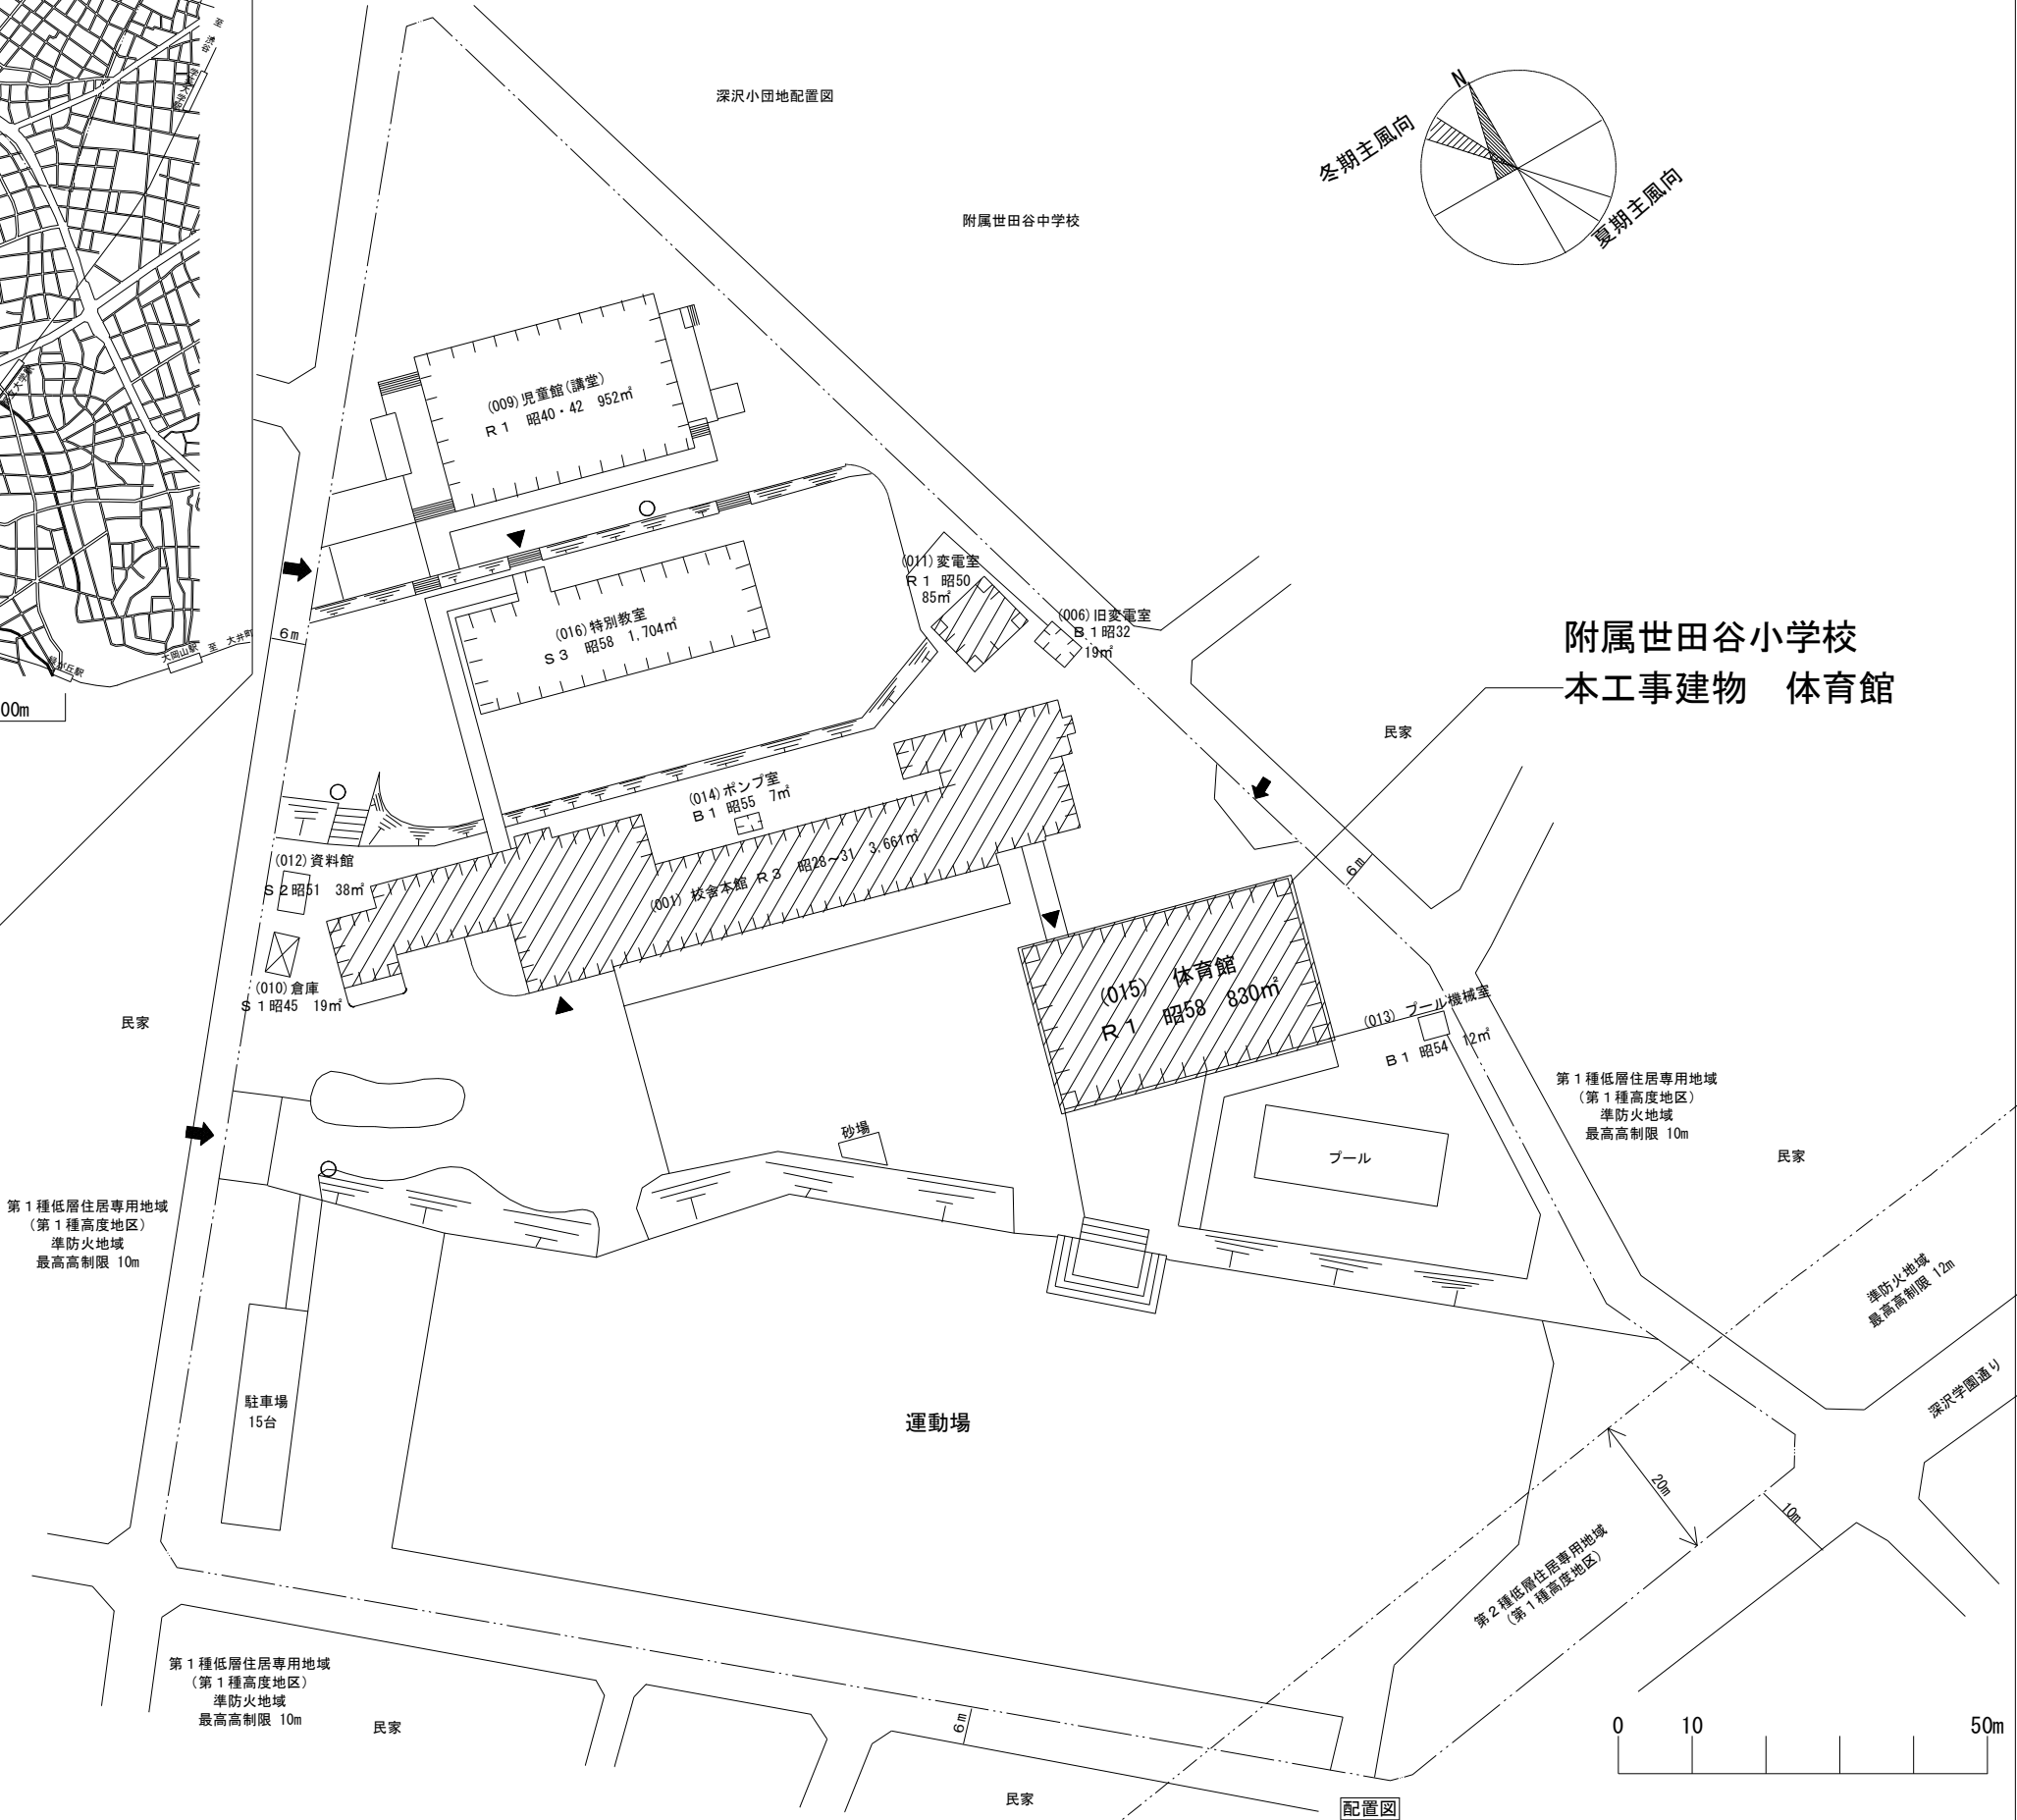 至 渋谷
大岡山駅 至 大井町
緑が丘駅
00m
深沢小団地配置図
附属世田谷中学校
N
冬期主風向
夏期主風向
(009)児童館(講堂)
R1 昭40・42 952㎡
(016)特別教室
S3 昭58 1,704㎡
(011)変電室
R1 昭50
85㎡
(006)旧変電室
B1昭32
19㎡
附属世田谷小学校
本工事建物 体育館
民家
6m
(014)ポンプ室
B1 昭55 7㎡
(012)資料館
S2昭51 38㎡
(001) 校舎本館 R3 昭28～31 3,661㎡
6m
(010)倉庫
S1昭45 19㎡
(015) 体育館
R1 昭58 830㎡
(013) プール機械室
B1 昭54 12㎡
民家
第1種低層住居専用地域
(第1種高度地区)
準防火地域
最高高制限 10m
民家
砂場
プール
第1種低層住居専用地域
(第1種高度地区)
準防火地域
最高高制限 10m
準防火地域
最高高制限 12m
深沢学園通り
駐車場
15台
運動場
20m
10m
第2種低層住居専用地域
(第1種高度地区)
第1種低層住居専用地域
(第1種高度地区)
準防火地域
最高高制限 10m
民家
6m
民家
0 10 50m
配置図